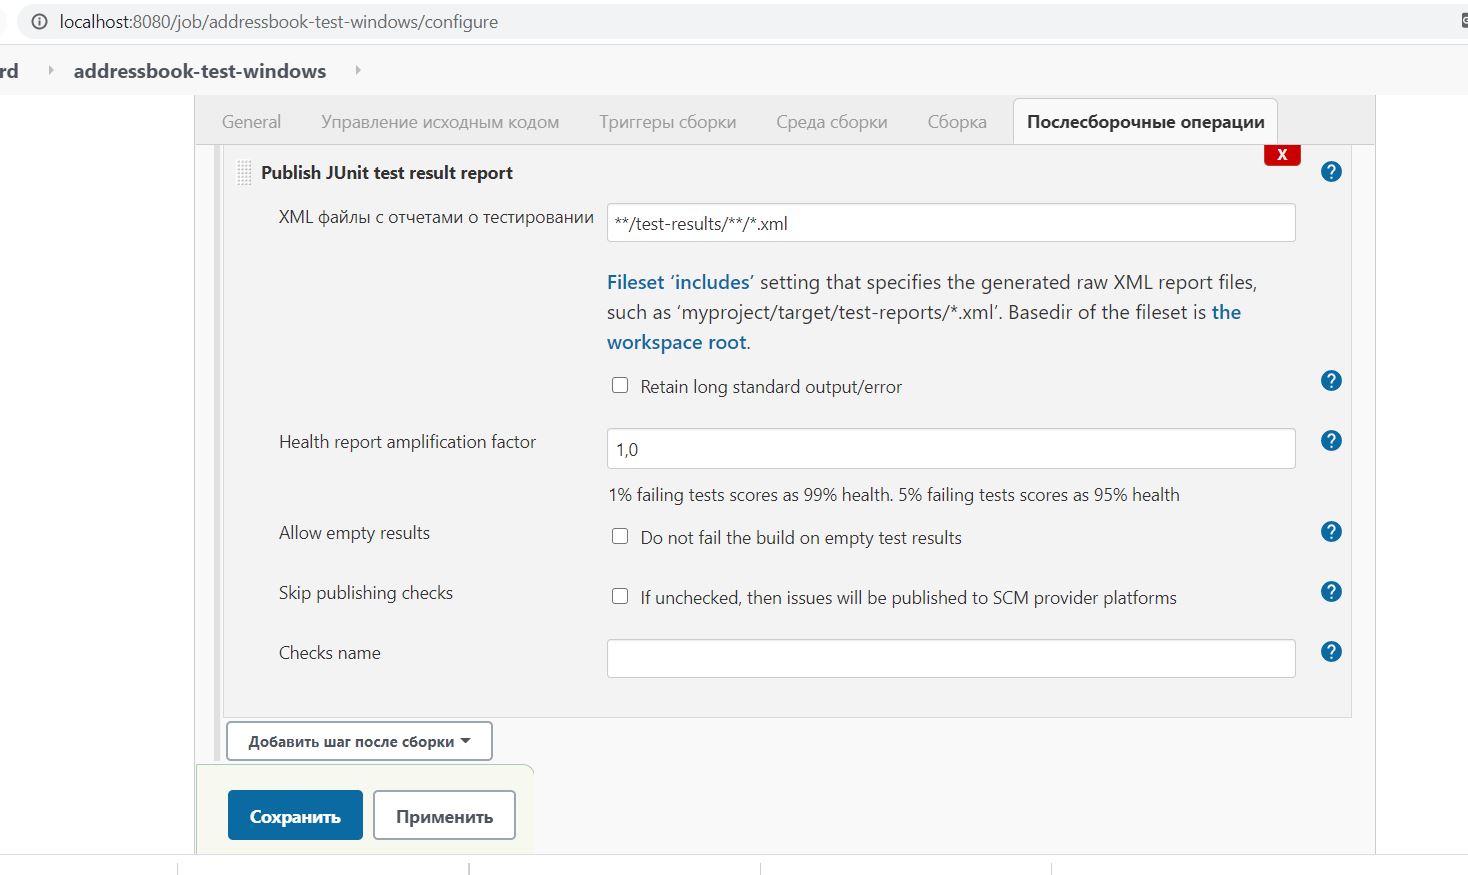 localhost:8080/job/addressbook-test-windows/configure
rd addressbook-test-windows
General Управление исходным кодом Триггеры сборки Среда сборки Сборка Послесборочные операции
X
Publish JUnit test result report ?
XML файлы с отчетами о тестировании **/test-results/**/*.xml
Fileset ‘includes’ setting that specifies the generated raw XML report files,
such as ‘myproject/target/test-reports/*.xml’. Basedir of the fileset is the
workspace root.
Retain long standard output/error ?
Health report amplification factor 1,0 ?
1% failing tests scores as 99% health. 5% failing tests scores as 95% health
Allow empty results Do not fail the build on empty test results ?
Skip publishing checks If unchecked, then issues will be published to SCM provider platforms ?
Checks name ?
Добавить шаг после сборки
Сохранить Применить